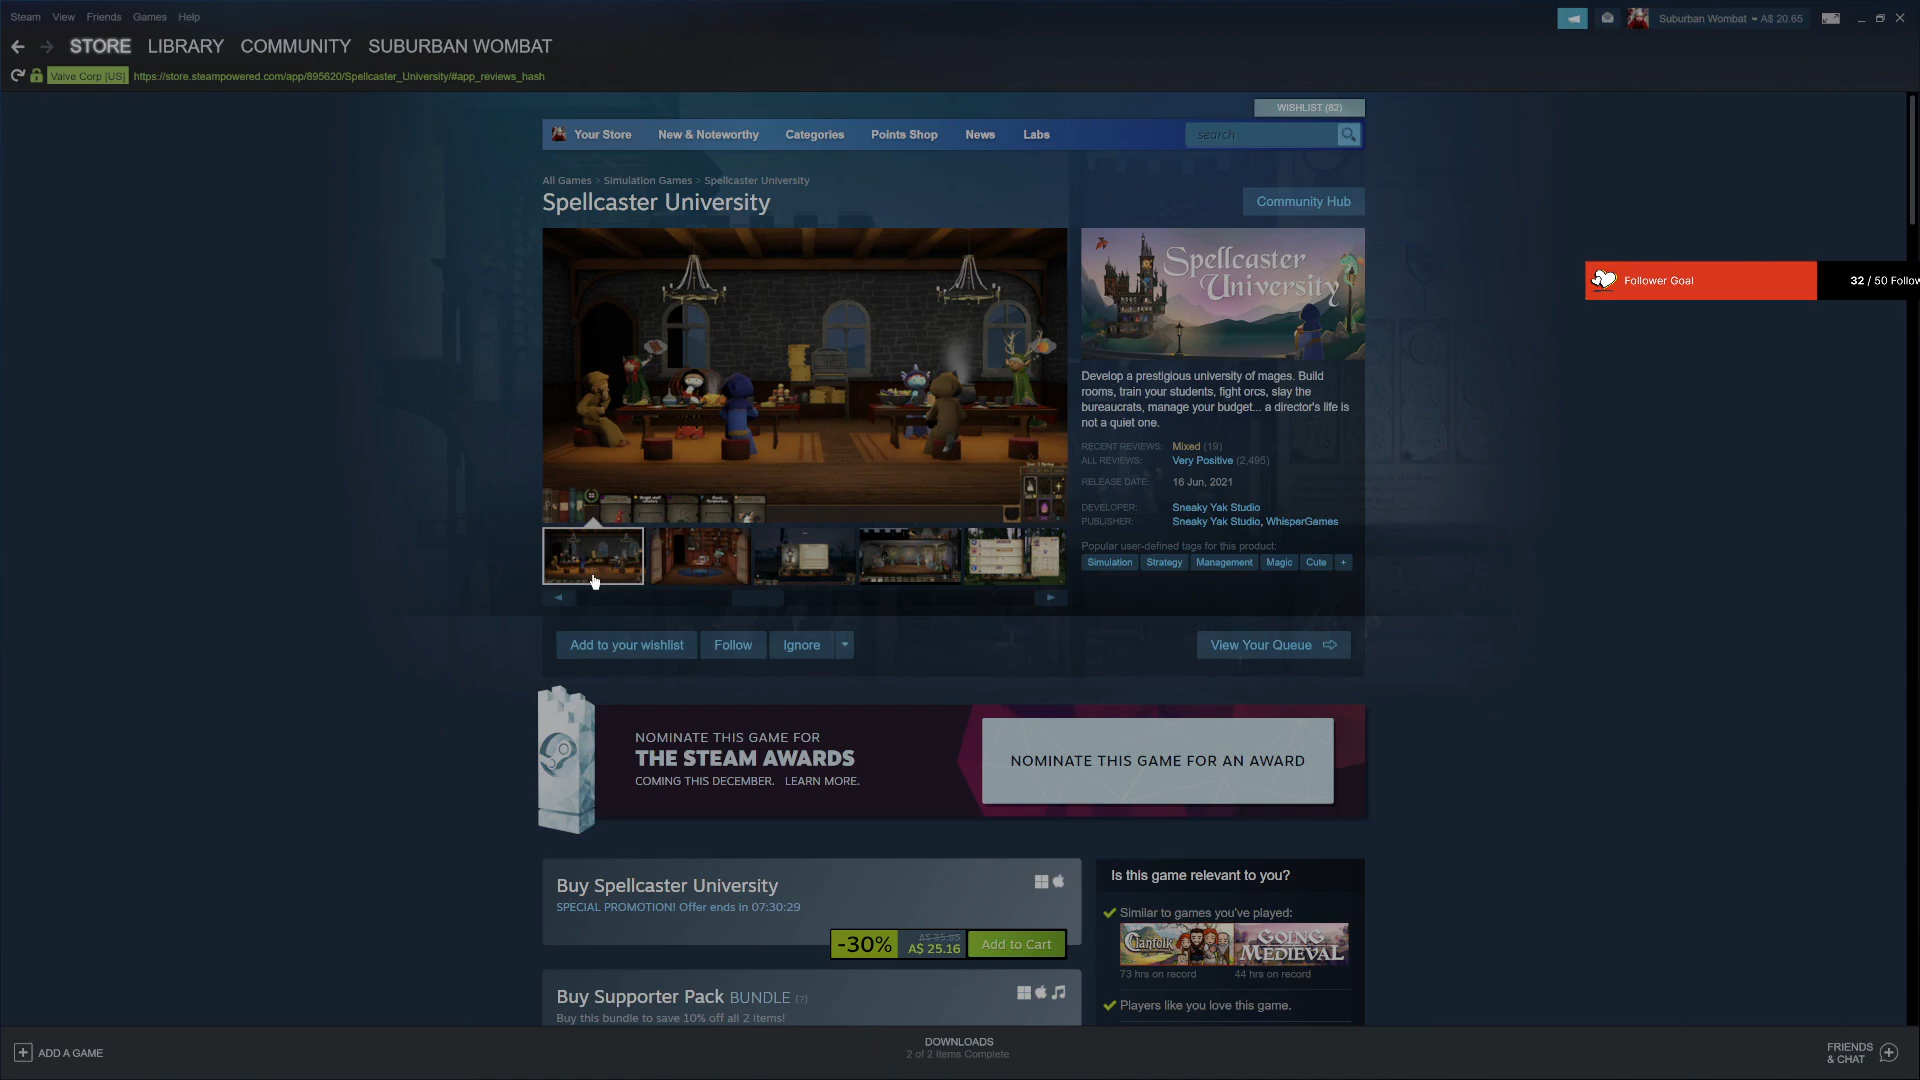 Steam View Friends Games Help
Suburban Wombat A$ 20.65
STORE LIBRARY COMMUNITY SUBURBAN WOMBAT
Valve Corp [US] https://store.steampowered.com/app/895620/Spellcaster_University/#app_reviews_hash
WISHLIST (82)
Your Store New & Noteworthy Categories Points Shop News Labs search
All Games > Simulation Games > Spellcaster University
Spellcaster University
Community Hub
Spellcaster
University
Follower Goal 32 / 50 Follow
Develop a prestigious university of mages. Build
rooms, train your students, fight orcs, slay the
bureaucrats, manage your budget... a director's life is
not a quiet one.
RECENT REVIEWS: Mixed (19)
ALL REVIEWS: Very Positive (2,495)
RELEASE DATE: 16 Jun, 2021
DEVELOPER: Sneaky Yak Studio
PUBLISHER: Sneaky Yak Studio, WhisperGames
Popular user-defined tags for this product:
Simulation Strategy Management Magic Cute +
Add to your wishlist Follow Ignore
View Your Queue
NOMINATE THIS GAME FOR
THE STEAM AWARDS
COMING THIS DECEMBER. LEARN MORE.
NOMINATE THIS GAME FOR AN AWARD
Buy Spellcaster University
SPECIAL PROMOTION! Offer ends in 07:30:29
-30% A$ 35.95
A$ 25.16
Add to Cart
Buy Supporter Pack BUNDLE (?)
Buy this bundle to save 10% off all 2 items!
Is this game relevant to you?
Similar to games you've played:
Clanfolk GOING MEDIEVAL
73 hrs on record 44 hrs on record
Players like you love this game.
ADD A GAME
DOWNLOADS
2 of 2 Items Complete
FRIENDS
& CHAT